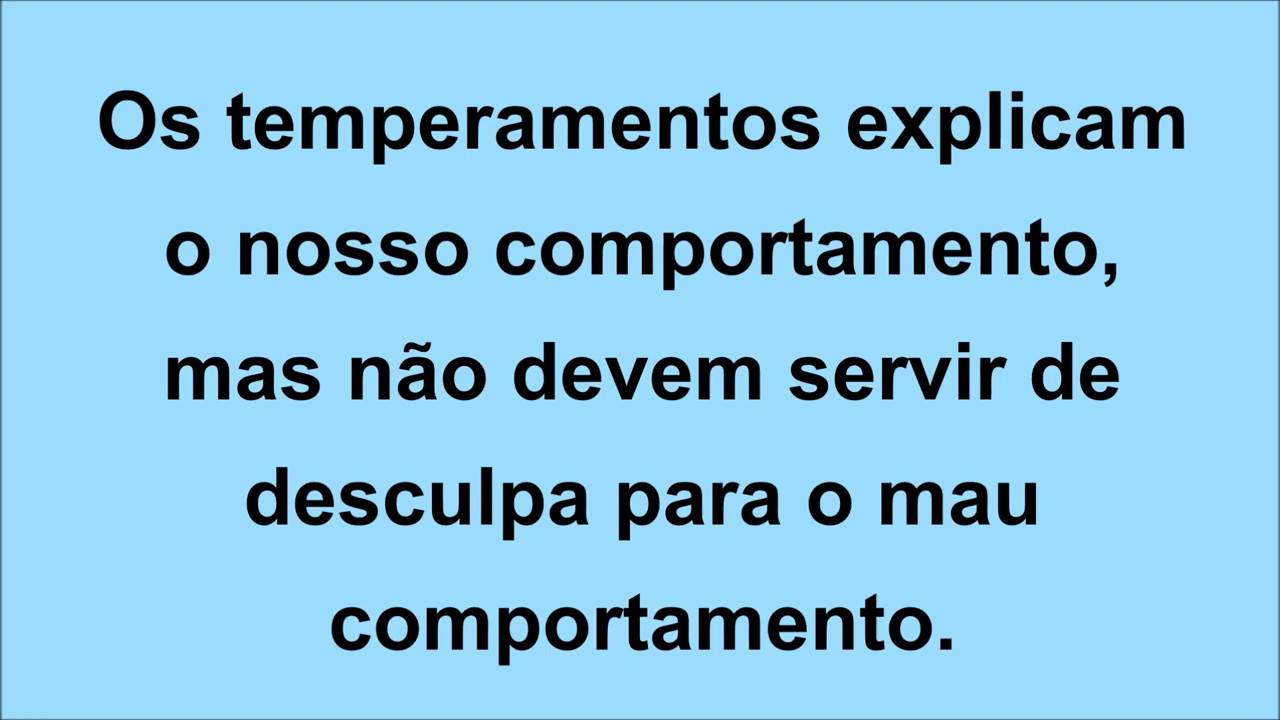 Os temperamentos explicam
o nosso comportamento,
mas não devem servir de
desculpa para o mau
comportamento.